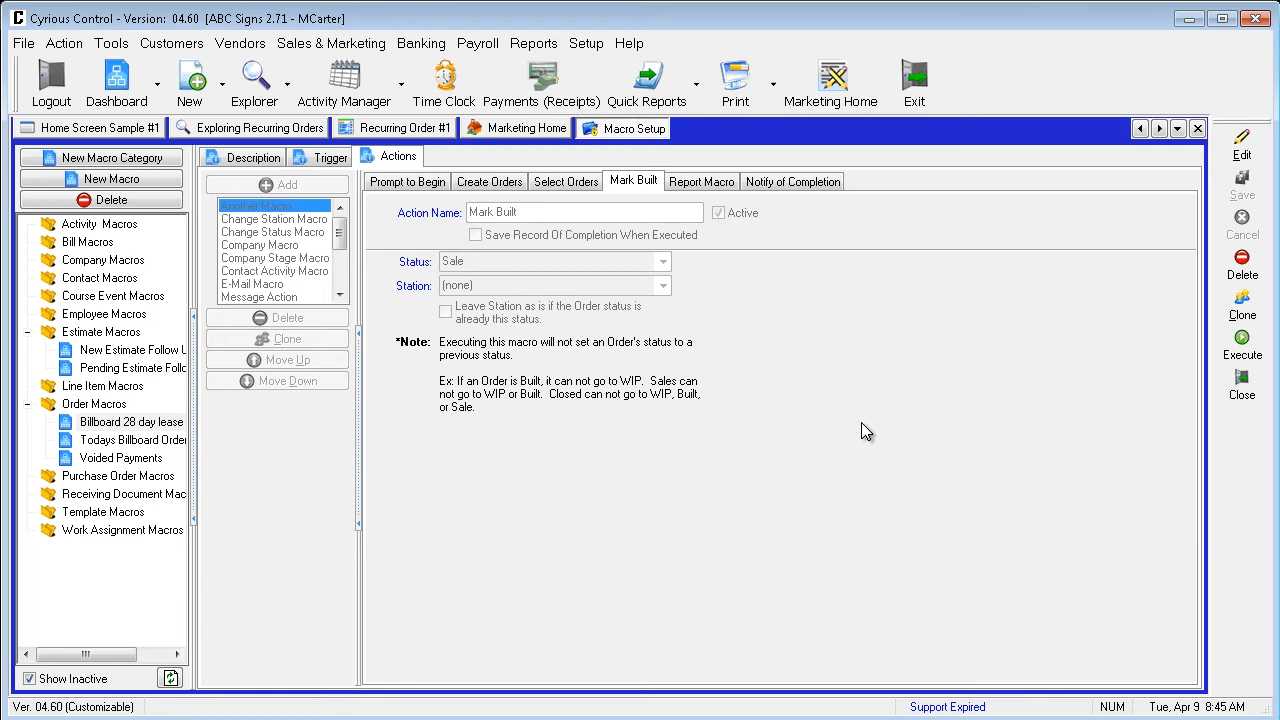 Cyrious Control - Version: 04.60 [ABC Signs 2.71 - MCarter]
File Action Tools Customers Vendors Sales & Marketing Banking Payroll Reports Setup Help
Logout Dashboard New Explorer Activity Manager Time Clock Payments (Receipts) Quick Reports Print Marketing Home Exit
Home Screen Sample #1 Exploring Recurring Orders Recurring Order #1 Marketing Home Macro Setup
New Macro Category
New Macro
Delete
Activity Macros
Bill Macros
Company Macros
Contact Macros
Course Event Macros
Employee Macros
Estimate Macros
New Estimate Follow U
Pending Estimate Follo
Line Item Macros
Order Macros
Billboard 28 day lease
Todays Billboard Order
Voided Payments
Purchase Order Macros
Receiving Document Mac
Template Macros
Work Assignment Macros
Show Inactive
Description Trigger Actions
Add
Another Macro
Change Station Macro
Change Status Macro
Company Macro
Company Stage Macro
Contact Activity Macro
E-Mail Macro
Message Action
Delete
Clone
Move Up
Move Down
Prompt to Begin Create Orders Select Orders Mark Built Report Macro Notify of Completion
Action Name: Mark Built Active
Save Record Of Completion When Executed
Status: Sale
Station: (none)
Leave Station as is if the Order status is
already this status.
*Note: Executing this macro will not set an Order's status to a
previous status.
Ex: If an Order is Built, it can not go to WIP. Sales can
not go to WIP or Built. Closed can not go to WIP, Built,
or Sale.
Edit
Save
Cancel
Delete
Clone
Execute
Close
Ver. 04.60 (Customizable) Support Expired NUM Tue, Apr 9 8:45 AM